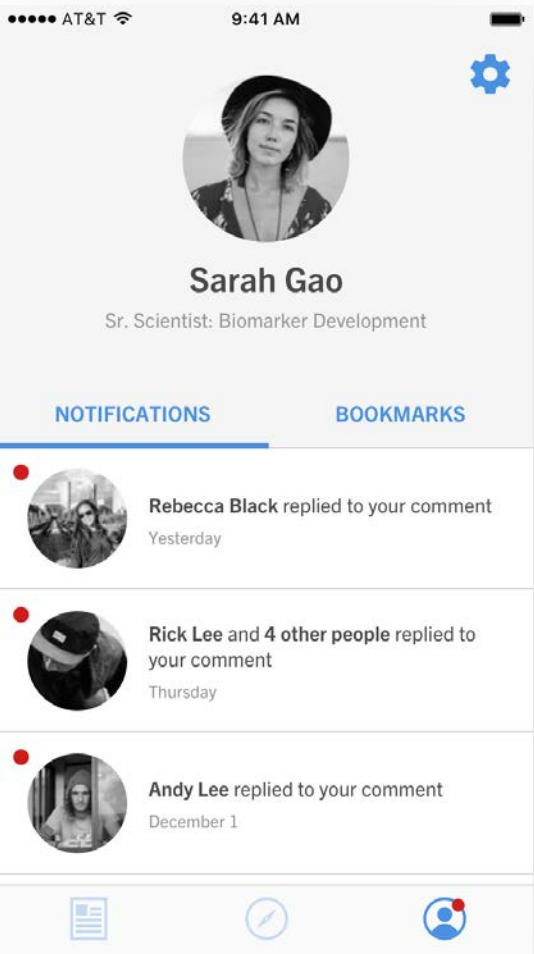 AT&T 9:41 AM
Sarah Gao
Sr. Scientist: Biomarker Development
NOTIFICATIONS BOOKMARKS
Rebecca Black replied to your comment
Yesterday
Rick Lee and 4 other people replied to
your comment
Thursday
Andy Lee replied to your comment
December 1